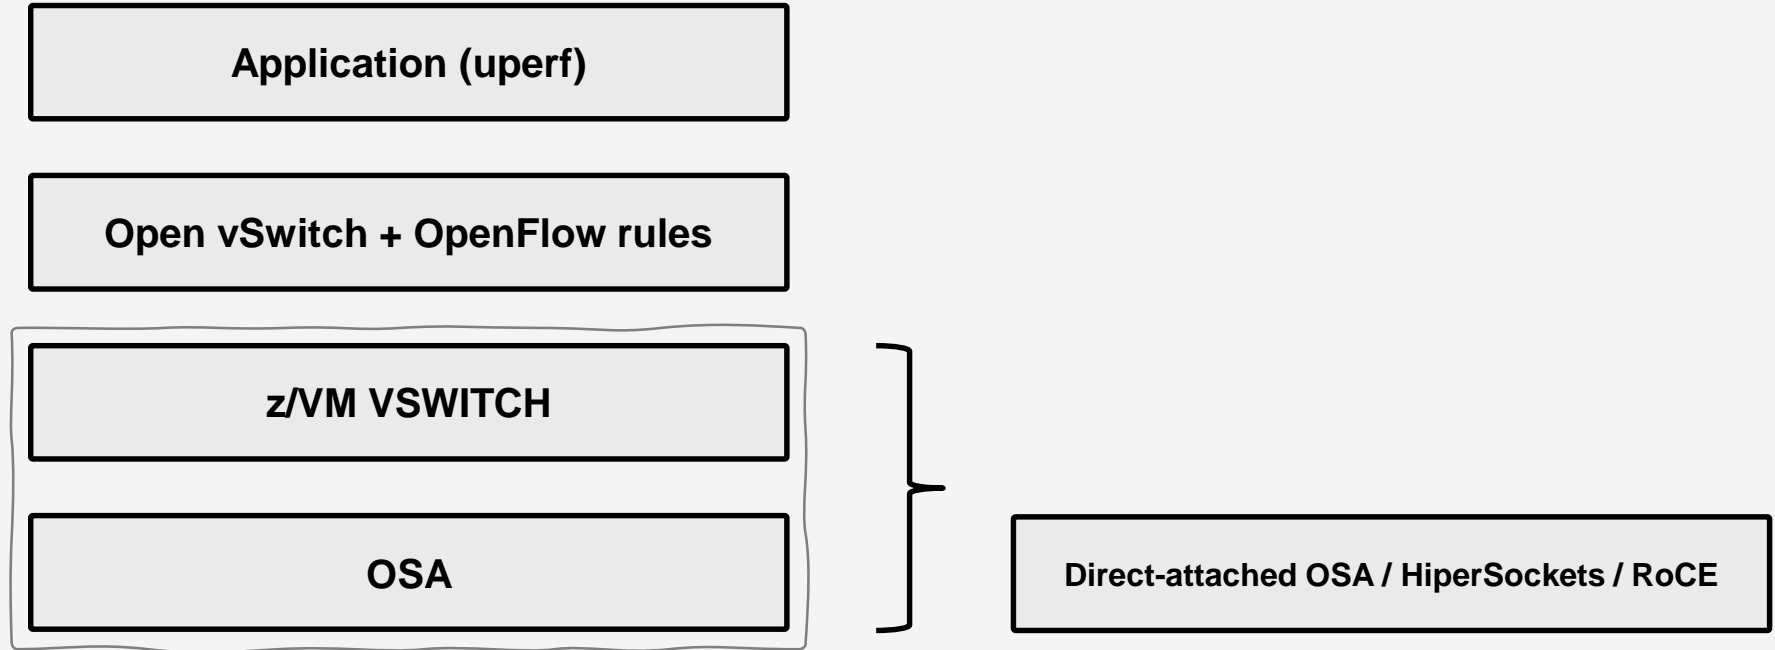 Application (uperf)
Open vSwitch + OpenFlow rules
z/VM VSWITCH
OSA
Direct-attached OSA / HiperSockets / RoCE